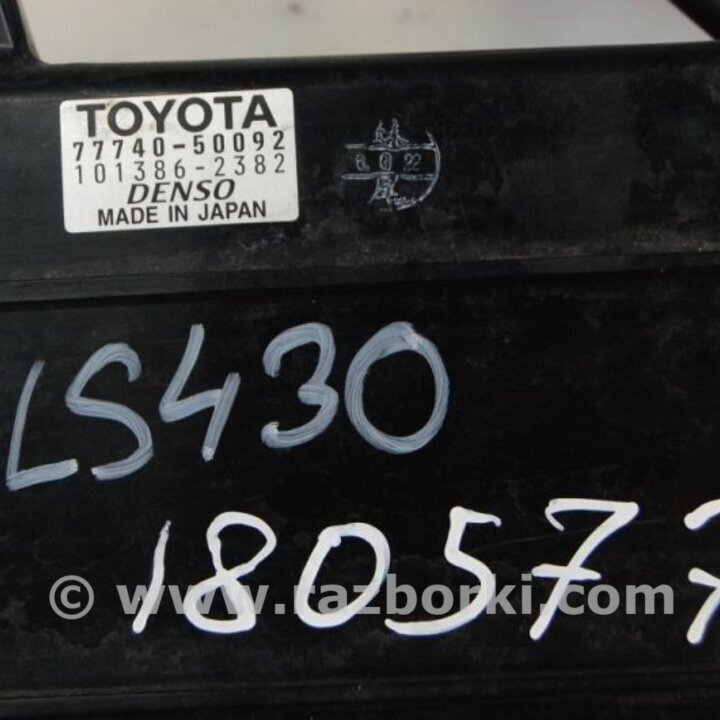 TOYOTA
77740-50092
101386-2382
DENSO
MADE IN JAPAN
LS430
18057
© www.razborki.com